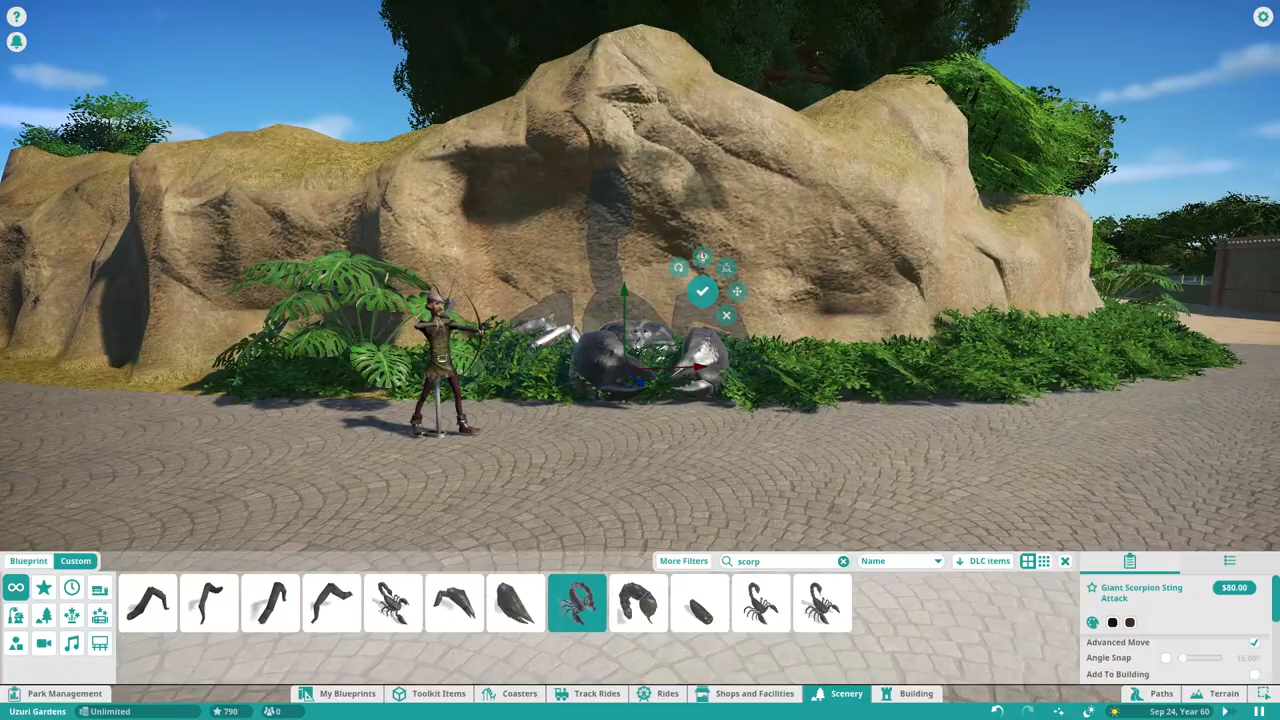 ?
Blueprint Custom
More Filters scorp Name DLC items
Giant Scorpion Sting Attack $80.00
Advanced Move
Angle Snap 15.00°
Add To Building
Park Management My Blueprints Toolkit Items Coasters Track Rides Rides Shops and Facilities Scenery Building Paths Terrain
Uzuri Gardens Unlimited 790 0 Sep 24, Year 60